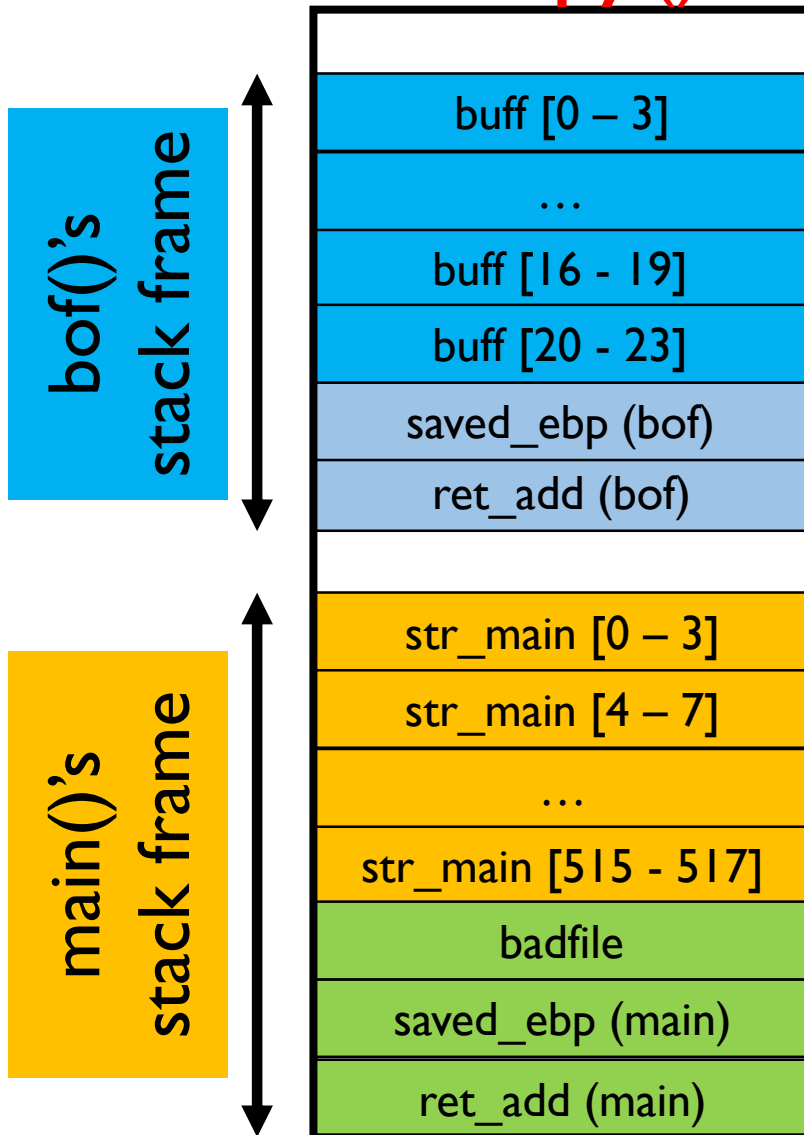 bof()'s
stack frame
buff [0 – 3]
...
buff [16 - 19]
buff [20 - 23]
saved_ebp (bof)
ret_add (bof)
main()'s
stack frame
str_main [0 – 3]
str_main [4 – 7]
...
str_main [515 - 517]
badfile
saved_ebp (main)
ret_add (main)